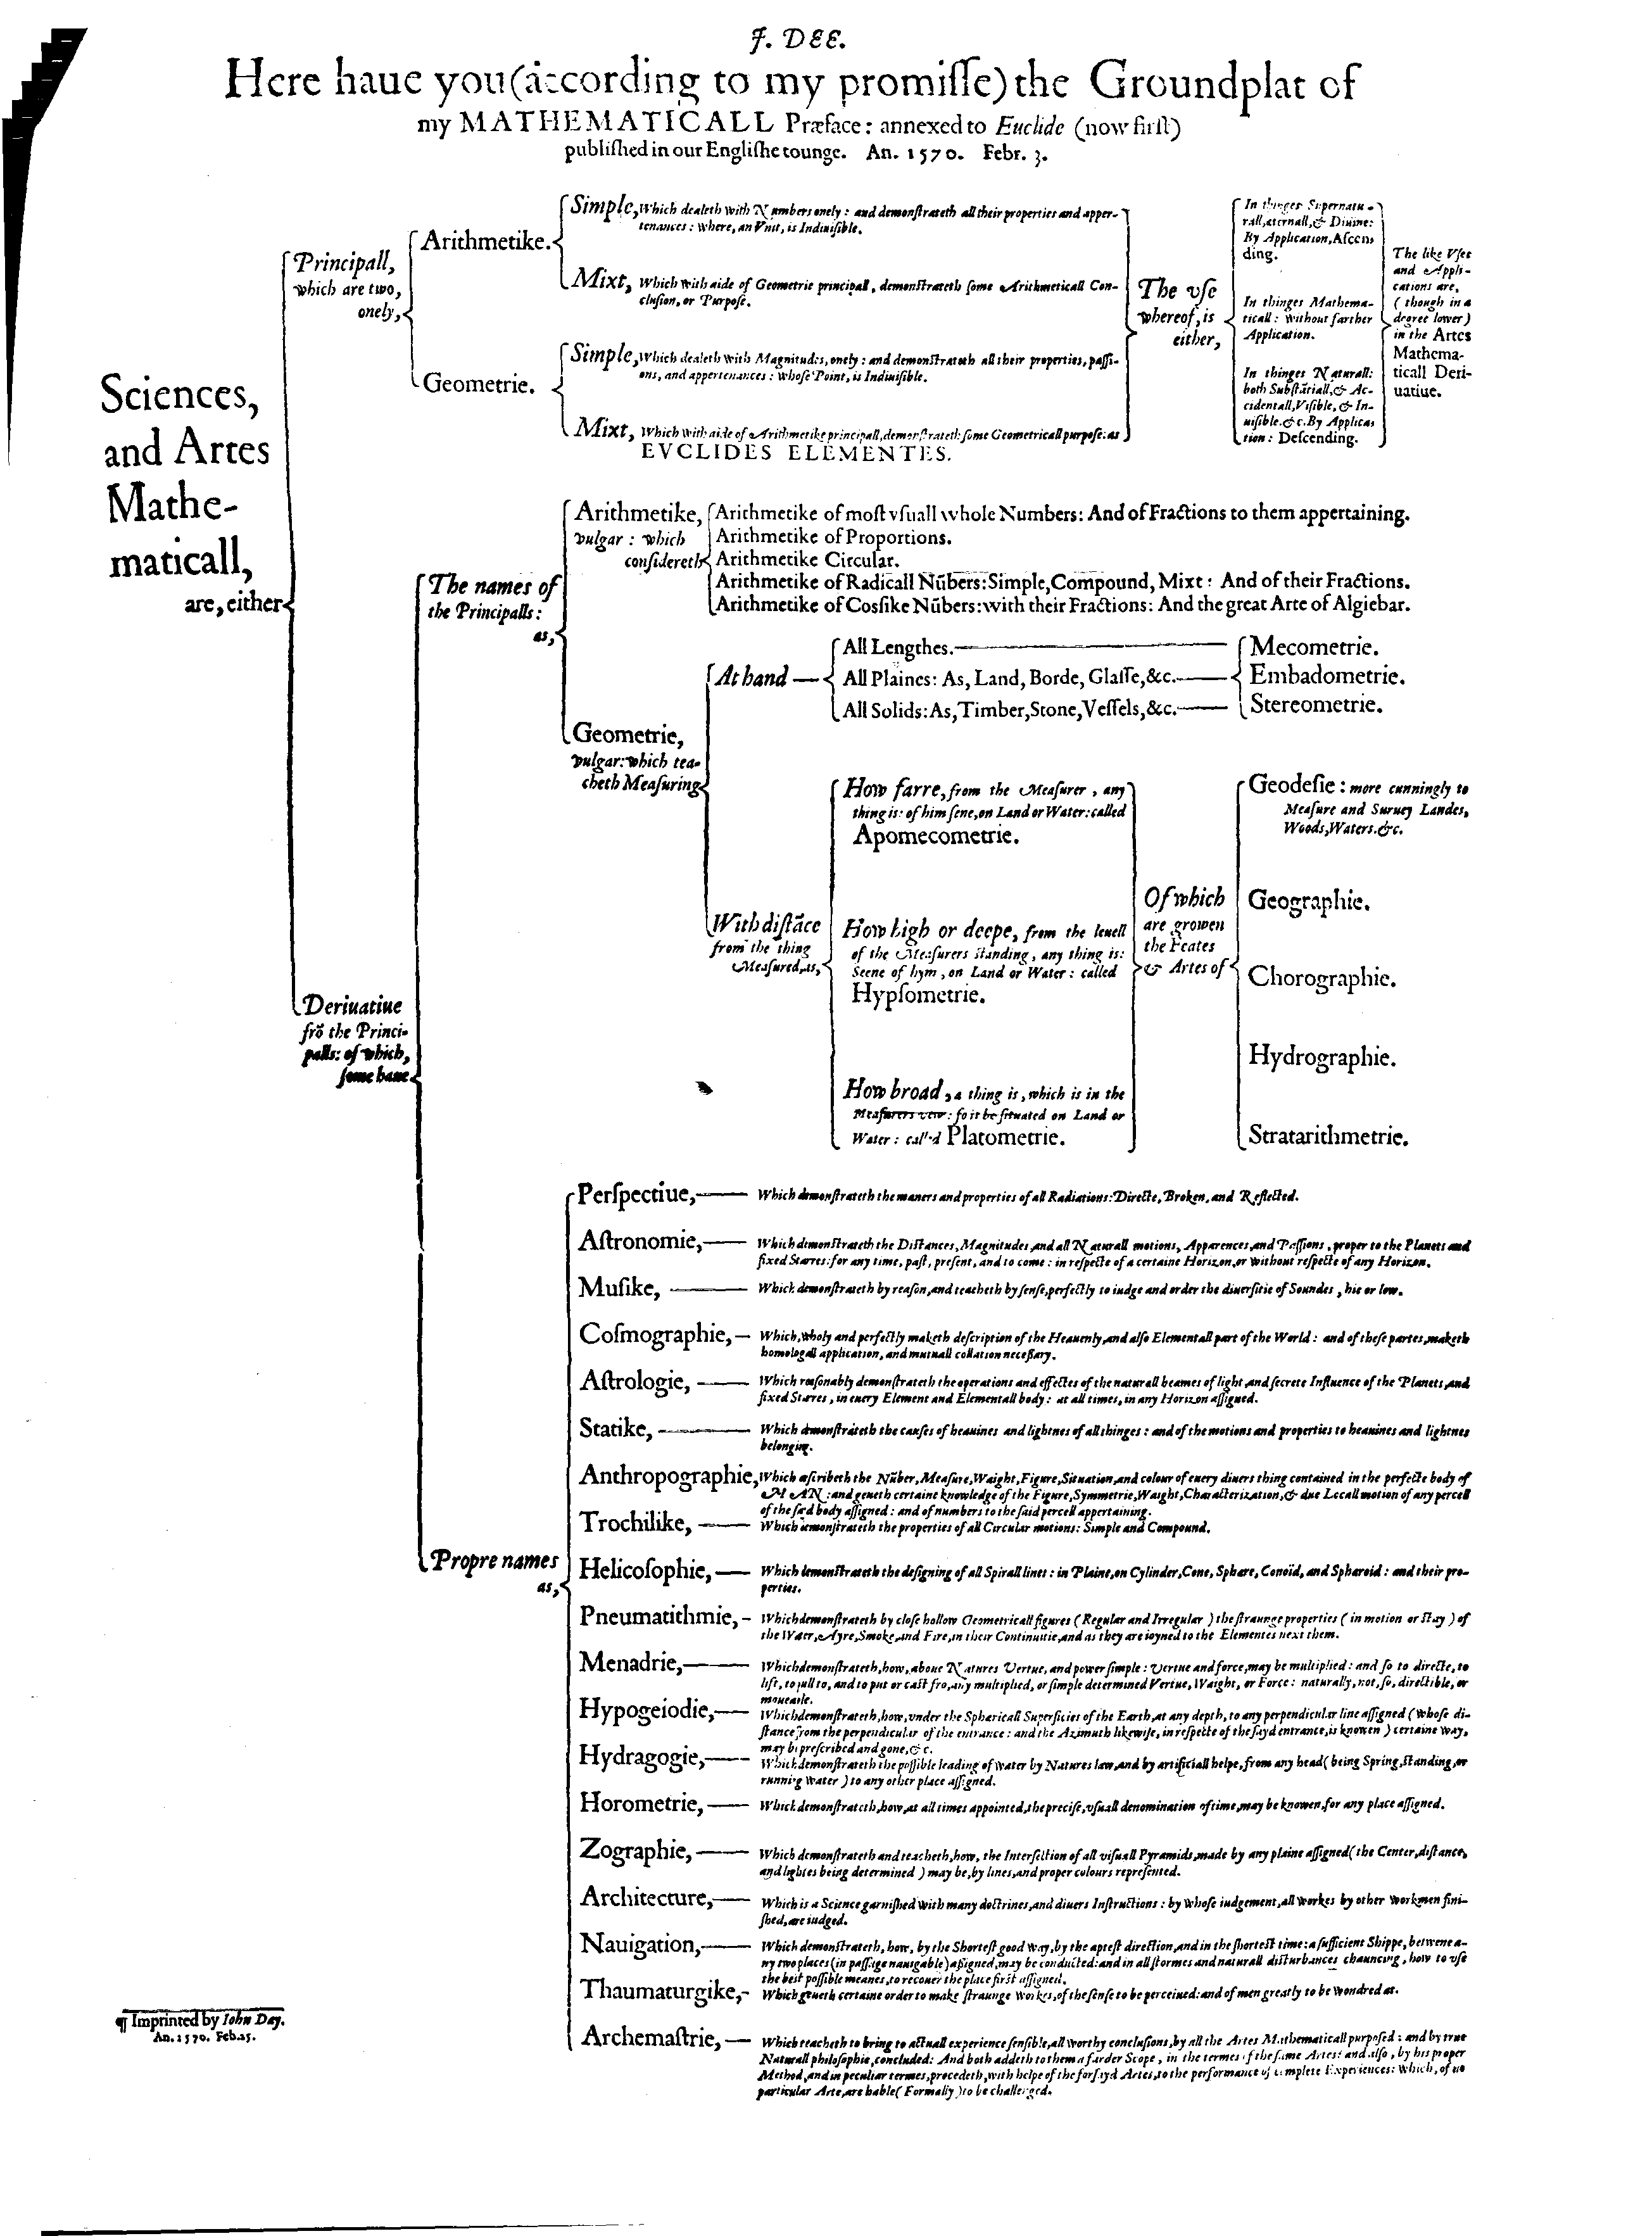 J. DEE.
Here haue you (according to my promisse) the Groundplat of
my MATHEMATICALL Præface: annexed to Euclide (now first)
published in our Englishe tounge. An. 1570. Febr. 3.
Sciences,
and Artes
Mathe-
maticall,
are, either
Principall,
which are two,
onely,
Arithmetike.
Simple, Which dealeth with Numbers onely: and demonstrateth all their properties and apper-
tenances: where, an Vnit, is Indiuisible.
Mixt, Which with aide of Geometrie principall, demonstrateth some Arithmeticall Con-
clusion, or Purpose.
Geometrie.
Simple, Which dealeth with Magnitudes, onely: and demonstrateth all their properties, passi-
ons, and appertenances: whose Point, is Indiuisible.
Mixt, Which with aide of Arithmetike principall, demonstrateth some Geometricall purpose: as
EVCLIDES ELEMENTES.
The vse
whereof, is
either,
In thinges Supernatu-
rall, æternall, & Diuine:
By Application, Ascen-
ding.
In thinges Mathema-
ticall: without farther
Application.
In thinges Naturall:
both Substãtiall, & Ac-
cidentall, Visible, & In-
uisible. &c. By Applica-
tion: Descending.
The like Vses
and Appli-
cations are,
(though in a
degree lower)
in the Artes
Mathema-
ticall Deri-
uatiue.
Deriuatiue
frõ the Princi-
palls: of which,
some haue
The names of
the Principalls:
as,
Arithmetike,
vulgar: which
considereth
Arithmetike of most vsuall whole Numbers: And of Fractions to them appertaining.
Arithmetike of Proportions.
Arithmetike Circular.
Arithmetike of Radicall Nũbers: Simple, Compound, Mixt: And of their Fractions.
Arithmetike of Cossike Nũbers: with their Fractions: And the great Arte of Algiebar.
Geometrie,
vulgar: which tea-
cheth Measuring
At hand
All Lengthes.
All Plaines: As, Land, Borde, Glasse, &c.
All Solids: As, Timber, Stone, Vessels, &c.
Mecometrie.
Embadometrie.
Stereometrie.
With distãce
from the thing
Measured, as,
How farre, from the Measurer, any
thing is: of him sene, on Land or Water: called
Apomecometrie.
How high or deepe, from the leuell
of the Measurers standing, any thing is:
Seene of hym, on Land or Water: called
Hypsometrie.
How broad, a thing is, which is in the
Measurers vew: so it be situated on Land or
Water: called Platometrie.
Of which
are growen
the Feates
& Artes of
Geodesie: more cunningly to
Measure and Suruey Landes,
Woods, Waters. &c.
Geographie.
Chorographie.
Hydrographie.
Stratarithmetrie.
Propre names
as,
Perspectiue, Which demonstrateth the maners and properties of all Radiations: Directe, Broken, and Reflected.
Astronomie, Which demonstrateth the Distances, Magnitudes, and all Naturall motions, Apparences, and Passions, proper to the Planets and
fixed Starres: for any time, past, present, and to come: in respecte of a certaine Horizon, or without respecte of any Horizon.
Musike, Which demonstrateth by reason, and teacheth by sense, perfectly to iudge and order the diuersitie of Soundes, hie or low.
Cosmographie, Which, wholy and perfectly maketh description of the Heauenly, and also Elementall part of the World: and of these partes, maketh
homologall application, and mutuall collation necessary.
Astrologie, Which reasonably demonstrateth the operations and effectes of the naturall beames of light, and secrete Influence of the Planets, and
fixed Starres, in euery Element and Elementall body: at all times, in any Horizon assigned.
Statike, Which demonstrateth the causes of heauines and lightnes of all thinges: and of the motions and properties to heauines and lightnes
belonging.
Anthropographie, Which describeth the Nũber, Measure, Waight, Figure, Situation, and colour of euery diuers thing contained in the perfecte body of
MAN: and geueth certaine knowledge of the Figure, Symmetrie, Waight, Characterization, & due Locall motion of any percell
of the sayd body assigned: and of numbers to the said percell appertaining.
Trochilike, Which demonstrateth the properties of all Circular motions: Simple and Compound.
Helicosophie, Which demonstrateth the designing of all Spirall lines: in Plaine, on Cylinder, Cone, Sphære, Conoïd, and Sphæroid: and their pro-
perties.
Pneumatithmie, Which demonstrateth by close hollow Geometricall figures (Regular and Irregular) the straunge properties (in motion or stay) of
the Water, Ayre, Smoke, and Fire, in their Continuitie, and as they are ioyned to the Elementes next them.
Menadrie, Which demonstrateth, how, aboue Natures Vertue, and power simple: Vertue and force, may be multiplied: and so to directe, to
lift, to pull to, and to put or cast fro, any multiplied, or simple determined Vertue, Waight, or Force: naturally, not, so, directible, or
moueable.
Hypogeiodie, Which demonstrateth, how, vnder the Sphæricall Superficies of the Earth, at any depth, to any perpendicular line assigned (whose di-
stance from the perpendicular of the entrance: and the Azimuth likewise, in respecte of the sayd entrance, is knowen) certaine way,
may be prescribed and gone, &c.
Hydragogie, Which demonstrateth the possible leading of water by Natures law, and by artificiall helpe, from any head (being Spring, standing, or
running Water) to any other place assigned.
Horometrie, Which demonstrateth, how, at all times appointed, the precise, vsuall denomination of time, may be knowen, for any place assigned.
Zographie, Which demonstrateth and teacheth, how, the Intersection of all visuall Pyramids, made by any plaine assigned (the Center, distance,
and lightes being determined) may be, by lines, and proper colours represented.
Architecture, Which is a Science garnished with many doctrines, and diuers Instructions: by whose iudgement, all workes by other workmen fini-
shed, are iudged.
Nauigation, Which demonstrateth, how, by the Shortest good way, by the aptest direction, and in the shortest time: a sufficient Shippe, betwene a-
ny two places (in passage nauigable) assigned, may be conducted: and in all stormes and naturall disturbances chauncing, how to vse
the best possible meanes, to recouer the place first assigned.
Thaumaturgike, Which geueth certaine order to make straunge workes, of the sense to be perceiued: and of men greatly to be wondred at.
Archemastrie, Which teacheth to bring to actuall experience sensible, all worthy conclusions, by all the Artes Mathematicall purposed: and by true
Naturall philosophie, concluded: And both addeth to them a farder Scope, in the termes of the same Artes: and also, by his proper
Method, and in peculiar termes, procedeth, with helpe of the forsayd Artes, to the performance of complete Experiences: which, of no
particular Arte, are hable (Formally) to be challenged.
¶ Imprinted by Iohn Day.
An. 1570. Feb. 25.